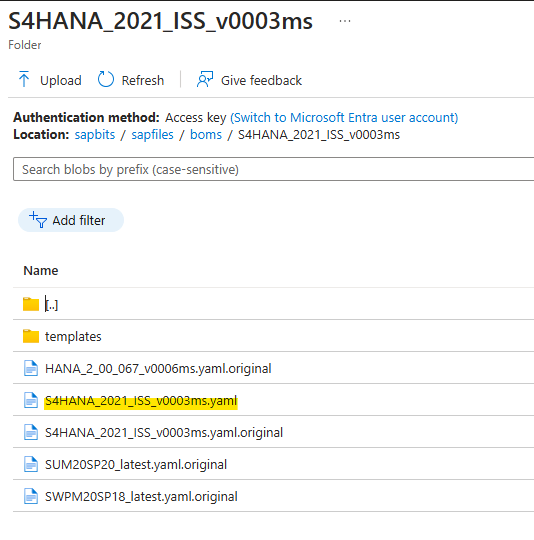 S4HANA_2021_ISS_v0003ms ...
Folder
Upload Refresh Give feedback
Authentication method: Access key (Switch to Microsoft Entra user account)
Location: sapbits / sapfiles / boms / S4HANA_2021_ISS_v0003ms
Search blobs by prefix (case-sensitive)
Add filter
Name
[..]
templates
HANA_2_00_067_v0006ms.yaml.original
S4HANA_2021_ISS_v0003ms.yaml
S4HANA_2021_ISS_v0003ms.yaml.original
SUM20SP20_latest.yaml.original
SWPM20SP18_latest.yaml.original